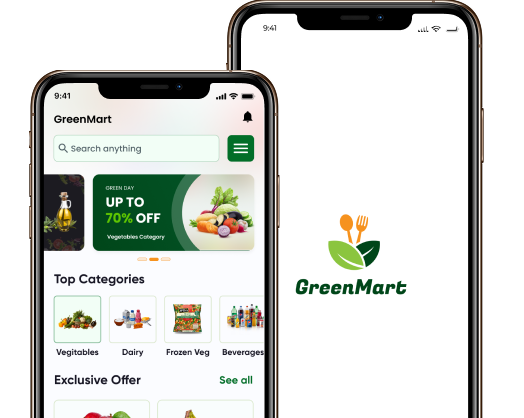 9:41
GreenMart
Search anything
GREEN DAY
UP TO
70% OFF
Vegetables Category
Top Categories
Vegitables
Dairy
Frozen Veg
Beverages
Exclusive Offer
See all
9:41
GreenMart